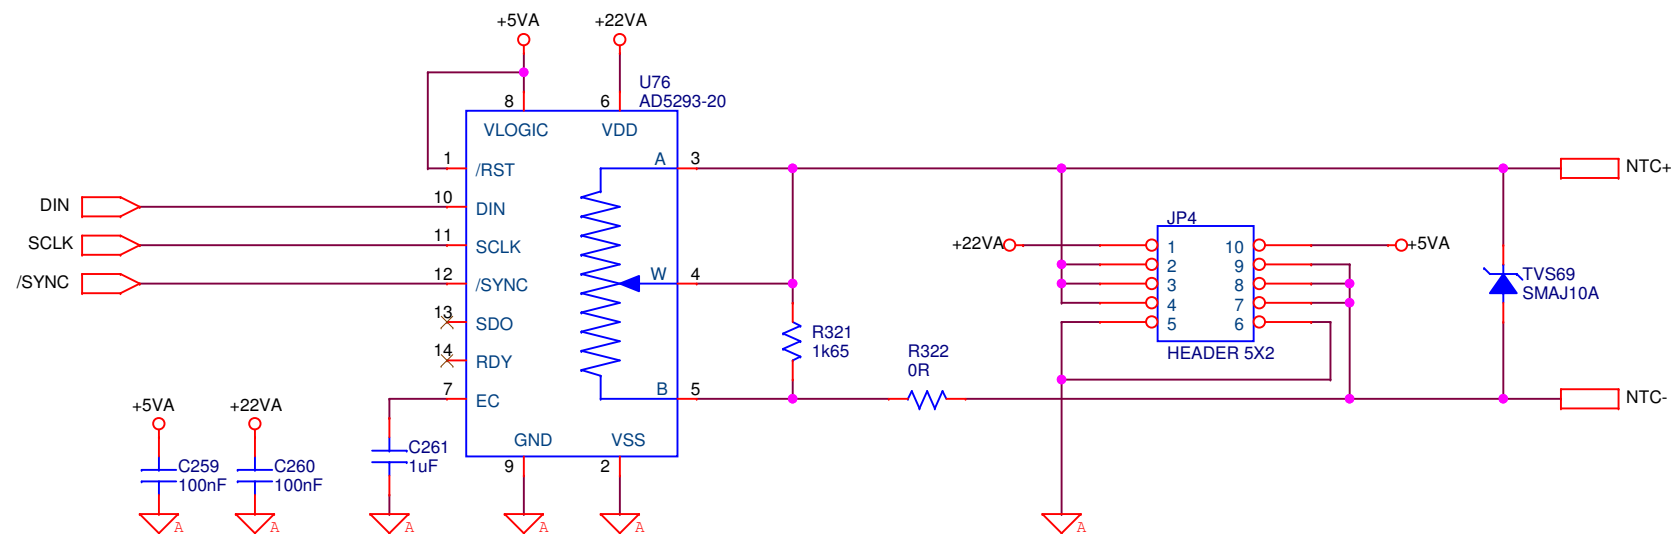 +5VA
+22VA
U76
AD5293-20
8
6
VLOGIC
VDD
1
/RST
A
3
NTC+
DIN
10
DIN
SCLK
11
SCLK
/SYNC
12
/SYNC
W
4
13
SDO
14
RDY
7
EC
B
5
GND
VSS
9
2
JP4
+22VA
1
10
+5VA
2
9
3
8
4
7
5
6
HEADER 5X2
TVS69
SMAJ10A
R321
1k65
R322
0R
NTC-
+5VA
+22VA
C259
100nF
C260
100nF
C261
1uF
A
A
A
A
A
A